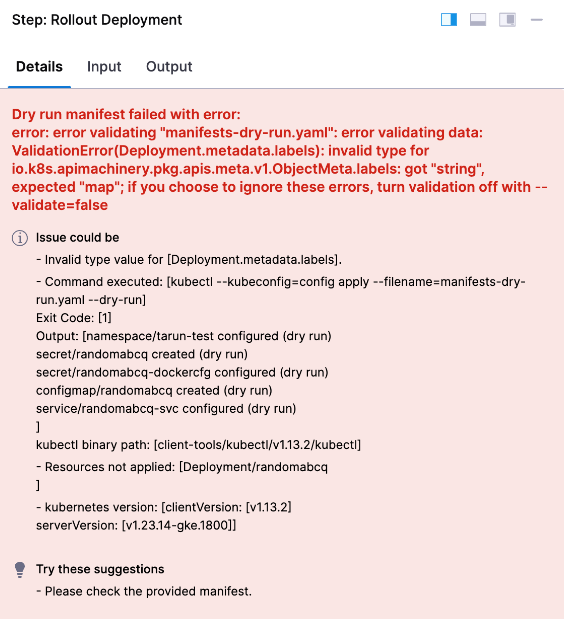 Step: Rollout Deployment
Details Input Output
Dry run manifest failed with error:
error: error validating "manifests-dry-run.yaml": error validating data:
ValidationError(Deployment.metadata.labels): invalid type for
io.k8s.apimachinery.pkg.apis.meta.v1.ObjectMeta.labels: got "string",
expected "map"; if you choose to ignore these errors, turn validation off with --
validate=false
Issue could be
- Invalid type value for [Deployment.metadata.labels].
- Command executed: [kubectl --kubeconfig=config apply --filename=manifests-dry-
run.yaml --dry-run]
Exit Code: [1]
Output: [namespace/tarun-test configured (dry run)
secret/randomabcq created (dry run)
secret/randomabcq-dockercfg configured (dry run)
configmap/randomabcq created (dry run)
service/randomabcq-svc configured (dry run)
]
kubectl binary path: [client-tools/kubectl/v1.13.2/kubectl]
- Resources not applied: [Deployment/randomabcq
]
- kubernetes version: [clientVersion: [v1.13.2]
serverVersion: [v1.23.14-gke.1800]]
Try these suggestions
- Please check the provided manifest.